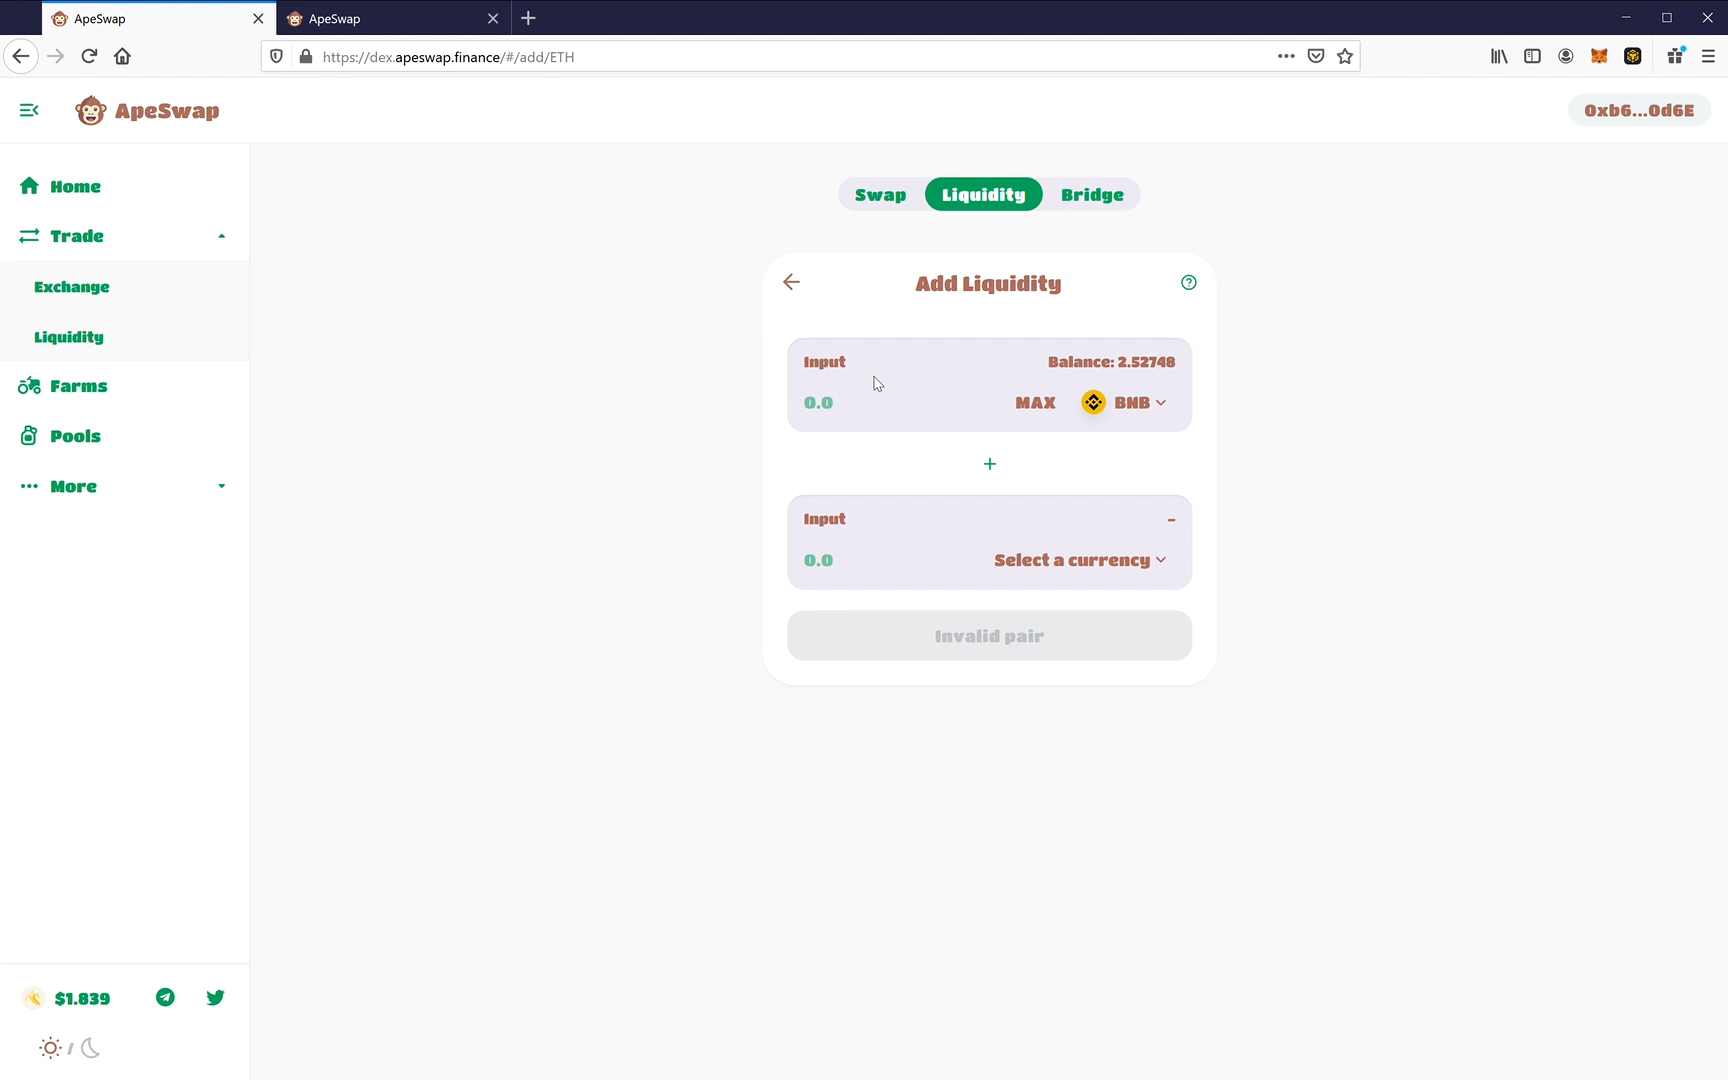 ApeSwap
ApeSwap
https://dex.apeswap.finance/#/add/ETH
ApeSwap
0xb6...0d6E
Home
Trade
Exchange
Liquidity
Farms
Pools
More
Swap
Liquidity
Bridge
Add Liquidity
Input
Balance: 2.52748
0.0
MAX
BNB
+
Input
-
0.0
Select a currency
Invalid pair
$1.839
/